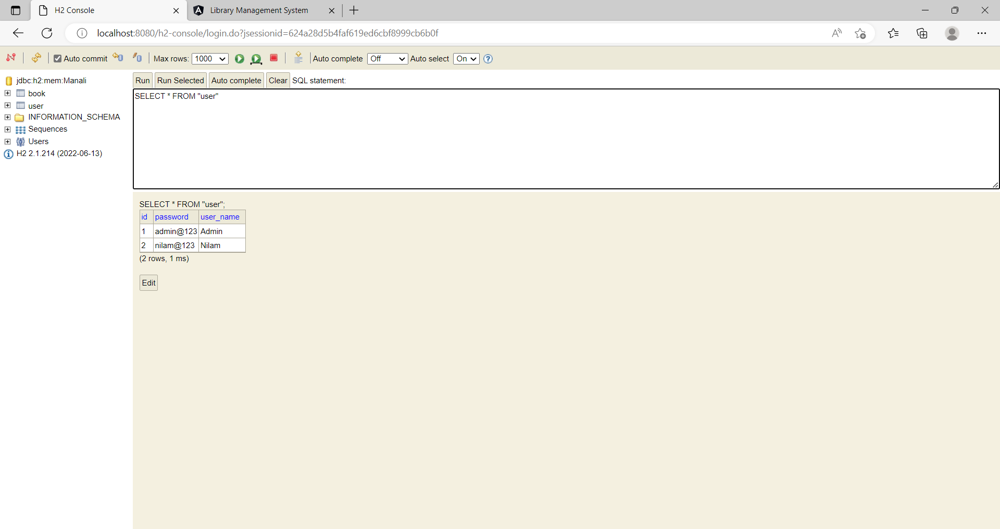 H2 Console
Library Management System
localhost:8080/h2-console/login.do?jsessionid=624a28d5b4faf619ed6cbf8999cb6b0f
Auto commit Max rows: 1000 Auto complete Off Auto select On
jdbc:h2:mem:Manali
book
user
INFORMATION_SCHEMA
Sequences
Users
H2 2.1.214 (2022-06-13)
Run Run Selected Auto complete Clear SQL statement:
SELECT * FROM "user"
SELECT * FROM "user";
id password user_name
1 admin@123 Admin
2 nilam@123 Nilam
(2 rows, 1 ms)
Edit